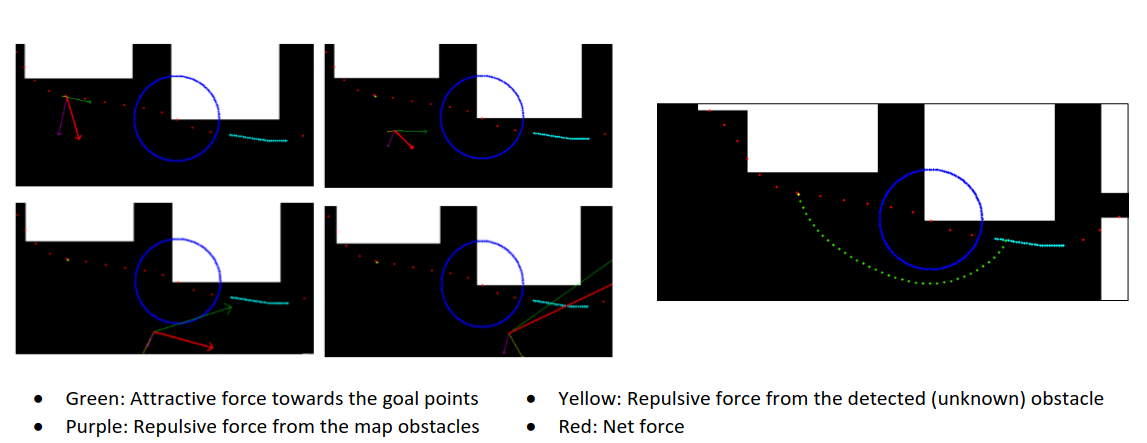 ● Green: Attractive force towards the goal points
● Purple: Repulsive force from the map obstacles
● Yellow: Repulsive force from the detected (unknown) obstacle
● Red: Net force